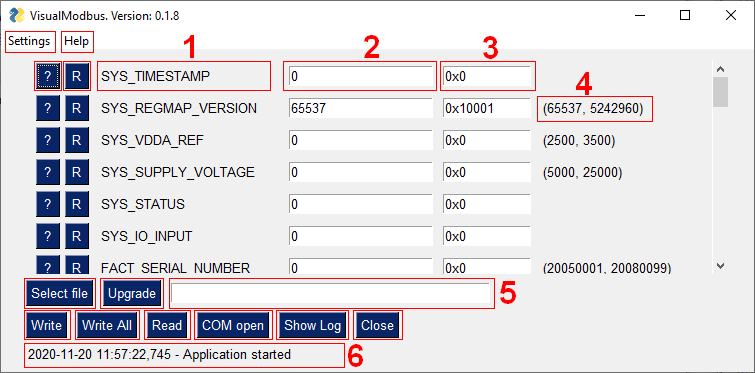 VisualModbus. Version: 0.1.8
Settings Help
1 2 3
? R SYS_TIMESTAMP 0 0x0
4
? R SYS_REGMAP_VERSION 65537 0x10001 (65537, 5242960)
? R SYS_VDDA_REF 0 0x0 (2500, 3500)
? R SYS_SUPPLY_VOLTAGE 0 0x0 (5000, 25000)
? R SYS_STATUS 0 0x0
? R SYS_IO_INPUT 0 0x0
? R FACT_SERIAL_NUMBER 0 0x0 (20050001, 20080099)
Select file Upgrade 5
Write Write All Read COM open Show Log Close
2020-11-20 11:57:22,745 - Application started 6